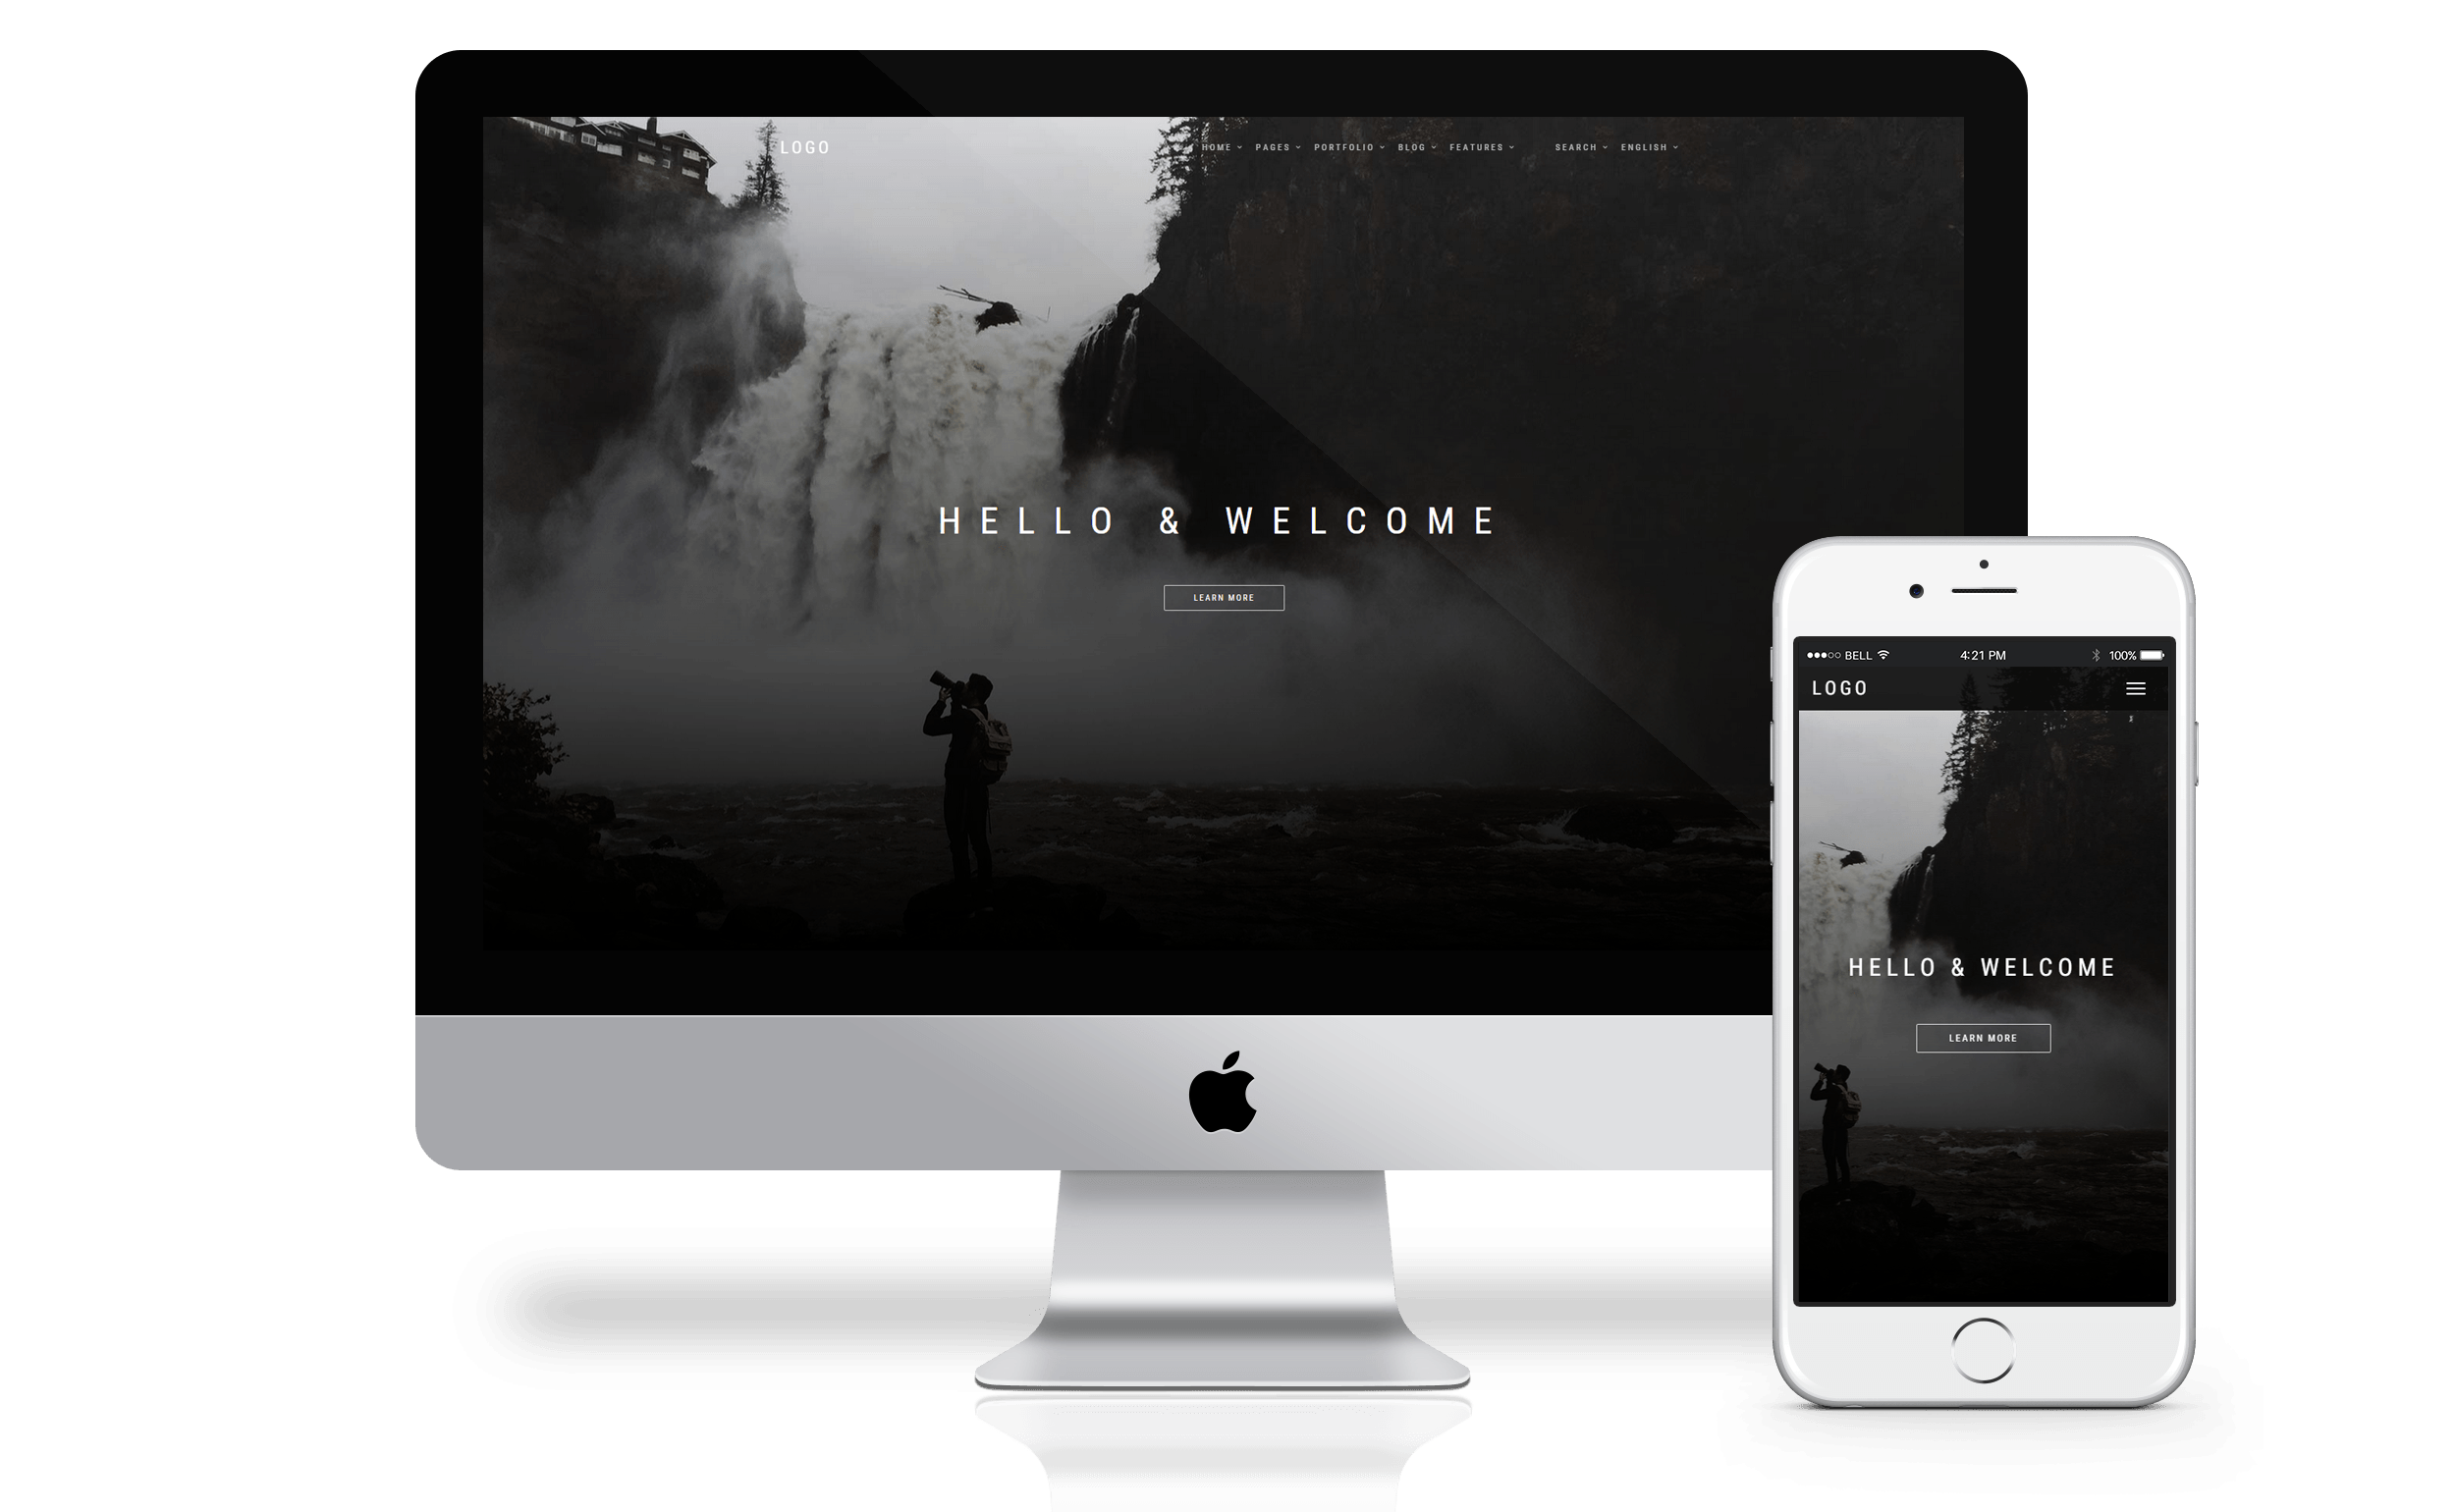 LOGO HOME PAGES PORTFOLIO BLOG FEATURES SEARCH ENGLISH
HELLO & WELCOME
LEARN MORE
BELL 4:21 PM 100%
LOGO
HELLO & WELCOME
LEARN MORE